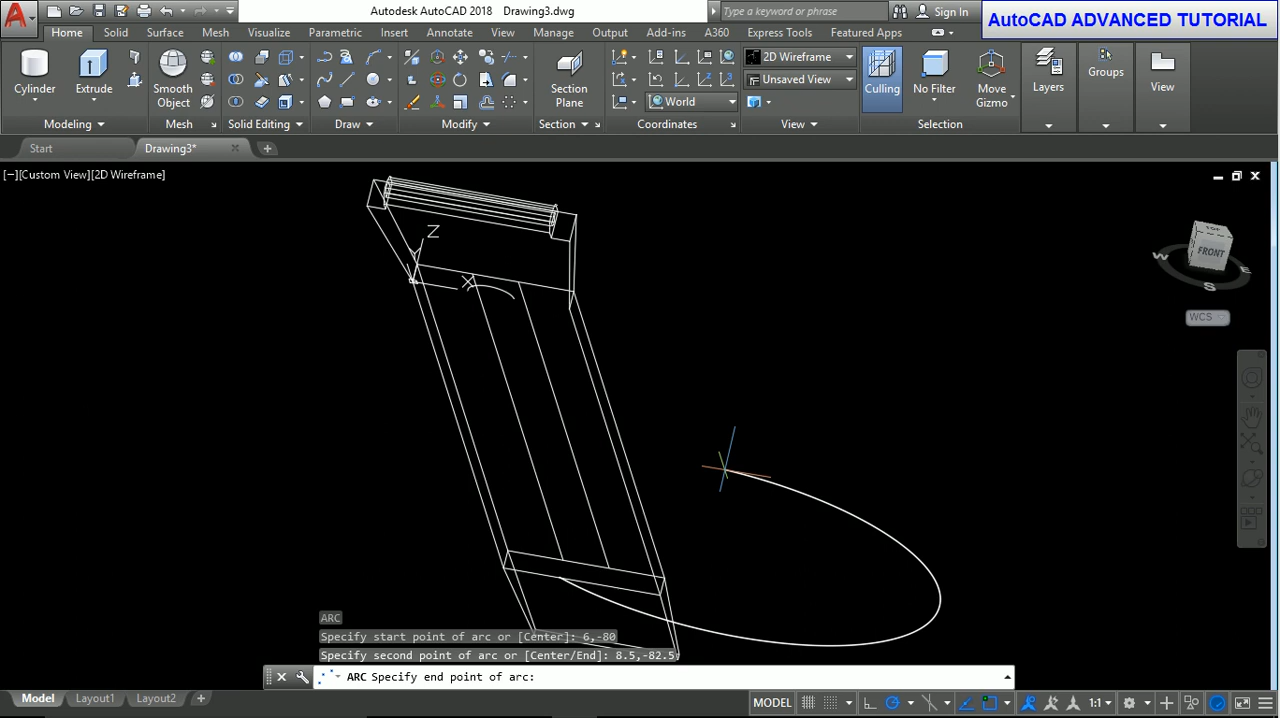 Autodesk AutoCAD 2018 Drawing3.dwg
Type a keyword or phrase
Sign In
AutoCAD ADVANCED TUTORIAL
Home Solid Surface Mesh Visualize Parametric Insert Annotate View Manage Output Add-ins A360 Express Tools Featured Apps
2D Wireframe
Unsaved View
World
Cylinder Extrude Smooth Object Section Plane Culling No Filter Move Gizmo Layers Groups View
Modeling Mesh Solid Editing Draw Modify Section Coordinates View Selection
Start Drawing3*
[−][Custom View][2D Wireframe]
Z
X
TOP
FRONT
W
E
S
WCS
ARC
Specify start point of arc or [Center]: 6,-80
Specify second point of arc or [Center/End]: 8.5,-82.5
ARC Specify end point of arc:
Model Layout1 Layout2
MODEL 1:1